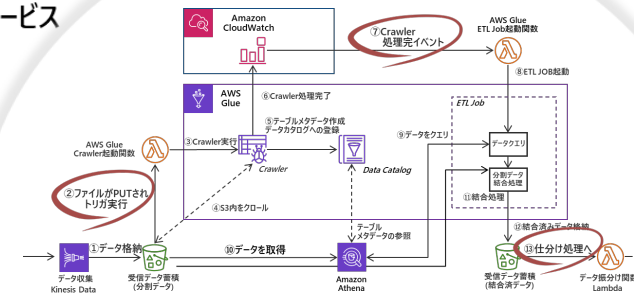 ービス
Amazon
CloudWatch
⑦Crawler
処理完イベント
AWS Glue
ETL Job起動関数
⑧ETL JOB起動
AWS
Glue
⑥Crawler処理完了
⑤テーブルメタデータ作成
データカタログへの登録
ETL Job
⑨データをクエリ
データクエリ
分割データ
結合処理
⑪結合処理
AWS Glue
Crawler起動関数
③Crawler実行
Crawler
Data Catalog
②ファイルがPUTされ
トリガ実行
④S3内をクロール
テーブル
メタデータの参照
⑫結合済みデータ格納
①データ格納
⑩データを取得
⑬仕分け処理へ
データ収集
Kinesis Data
受信データ蓄積
(分割データ)
Amazon
Athena
受信データ蓄積
(結合データ)
データ振分け関数
Lambda